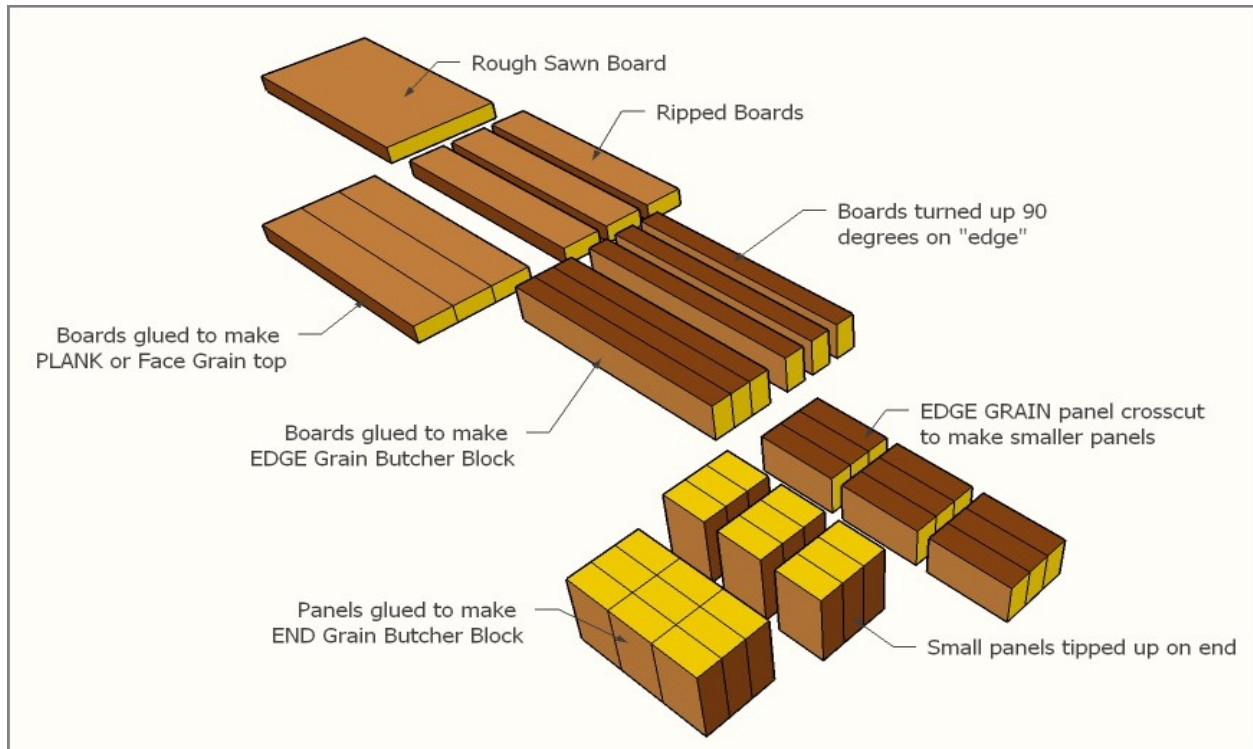 Rough Sawn Board
Ripped Boards
Boards turned up 90
degrees on "edge"
Boards glued to make
PLANK or Face Grain top
Boards glued to make
EDGE Grain Butcher Block
EDGE GRAIN panel crosscut
to make smaller panels
Panels glued to make
END Grain Butcher Block
Small panels tipped up on end